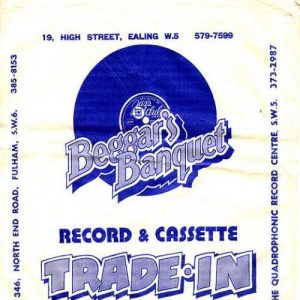 19, HIGH STREET, EALING W.5 579-7599
Beggar's
Banquet
RECORD & CASSETTE
TRADE•IN
346, NORTH END ROAD, FULHAM, S.W.6. 385-8153
THE QUADROPHONIC RECORD CENTRE, S.W.5. 373-2987